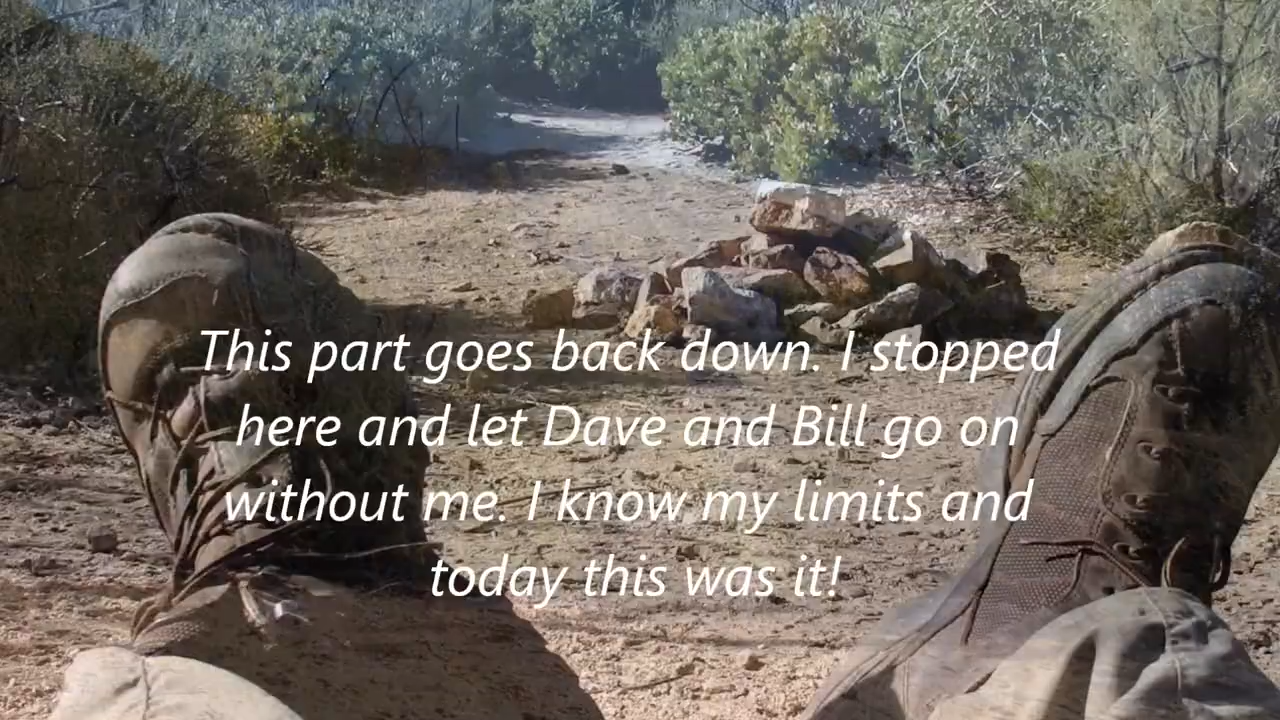 This part goes back down. I stopped
here and let Dave and Bill go on
without me. I know my limits and
today this was it!